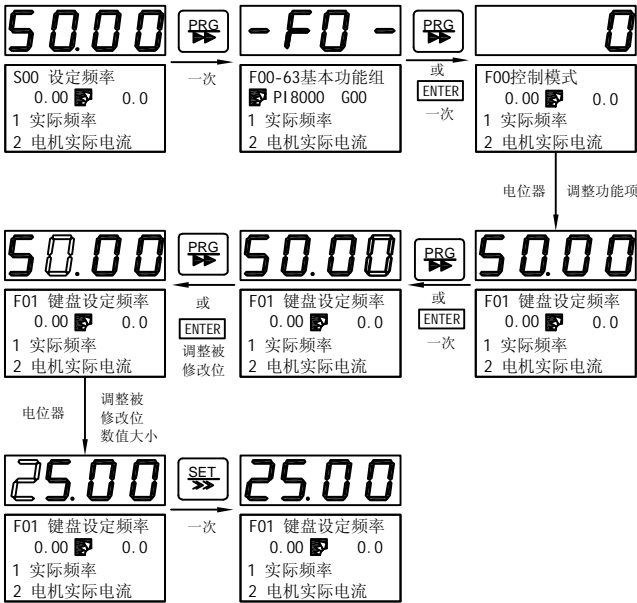 50.00
PRG
一次
S00 设定频率
0.00 0.0
1 实际频率
2 电机实际电流
-F0 -
F00-63基本功能组
PI8000 G00
1 实际频率
2 电机实际电流
PRG
或
ENTER
一次
0
F00控制模式
0.00 0.0
1 实际频率
2 电机实际电流
电位器 调整功能项
50.00
F01 键盘设定频率
0.00 0.0
1 实际频率
2 电机实际电流
PRG
或
ENTER
一次
50.00
F01 键盘设定频率
0.00 0.0
1 实际频率
2 电机实际电流
PRG
或
ENTER
调整被
修改位
50.00
F01 键盘设定频率
0.00 0.0
1 实际频率
2 电机实际电流
电位器
调整被
修改位
数值大小
25.00
F01 键盘设定频率
0.00 0.0
1 实际频率
2 电机实际电流
SET
一次
25.00
F01 键盘设定频率
0.00 0.0
1 实际频率
2 电机实际电流